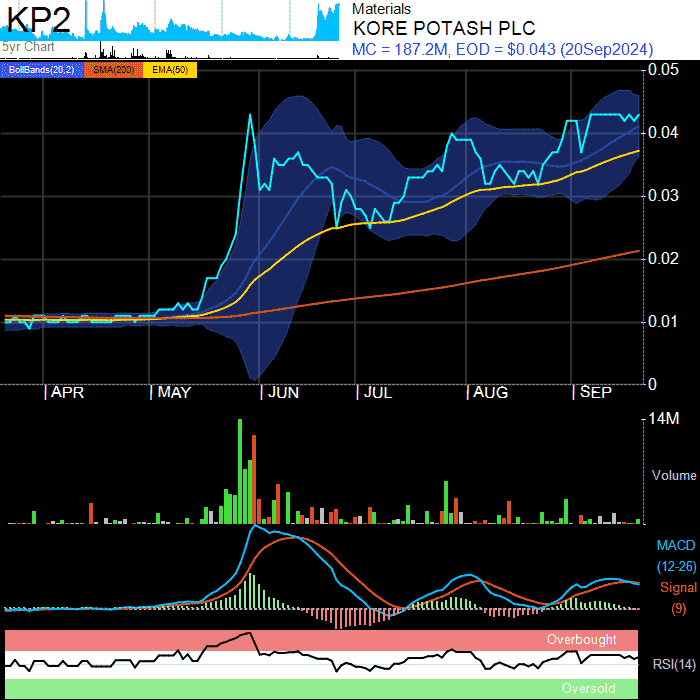 KP2
5yr Chart
Materials
KORE POTASH PLC
MC = 187.2M, EOD = $0.043 (20Sep2024)
BollBands(20,2) SMA(200) EMA(50)
0.05
0.04
0.03
0.02
0.01
0
APR MAY JUN JUL AUG SEP
14M
Volume
MACD
(12-26)
Signal
(9)
Overbought
RSI(14)
Oversold